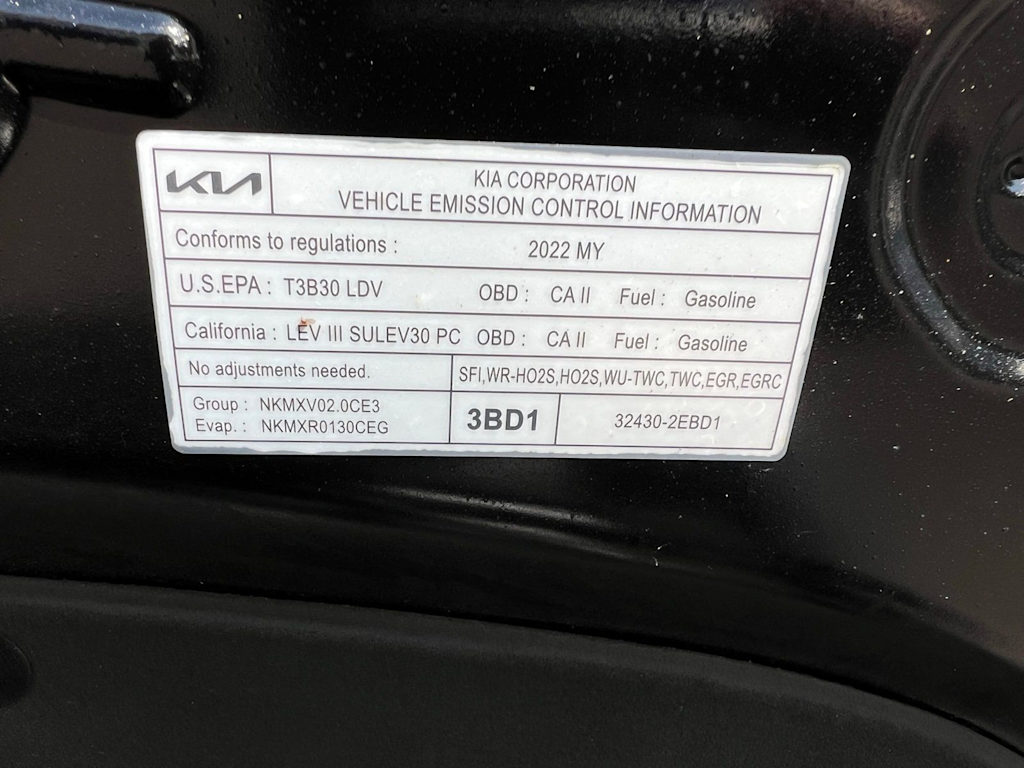 KIA
KIA CORPORATION
VEHICLE EMISSION CONTROL INFORMATION
Conforms to regulations : 2022 MY
U.S.EPA : T3B30 LDV OBD : CA II Fuel : Gasoline
California : LEV III SULEV30 PC OBD : CA II Fuel : Gasoline
No adjustments needed. SFI,WR-HO2S,HO2S,WU-TWC,TWC,EGR,EGRC
Group : NKMXV02.0CE3
Evap. : NKMXR0130CEG
3BD1 32430-2EBD1